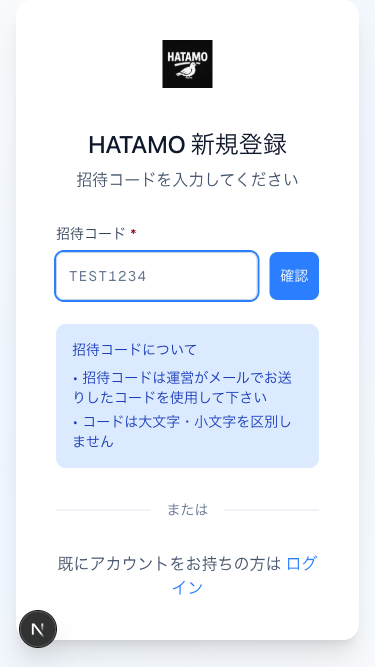 HATAMO
HATAMO 新規登録
招待コードを入力してください
招待コード *
TEST1234
確認
招待コードについて
• 招待コードは運営がメールでお送
りしたコードを使用して下さい
• コードは大文字・小文字を区別し
ません
または
既にアカウントをお持ちの方は ログ
イン
N